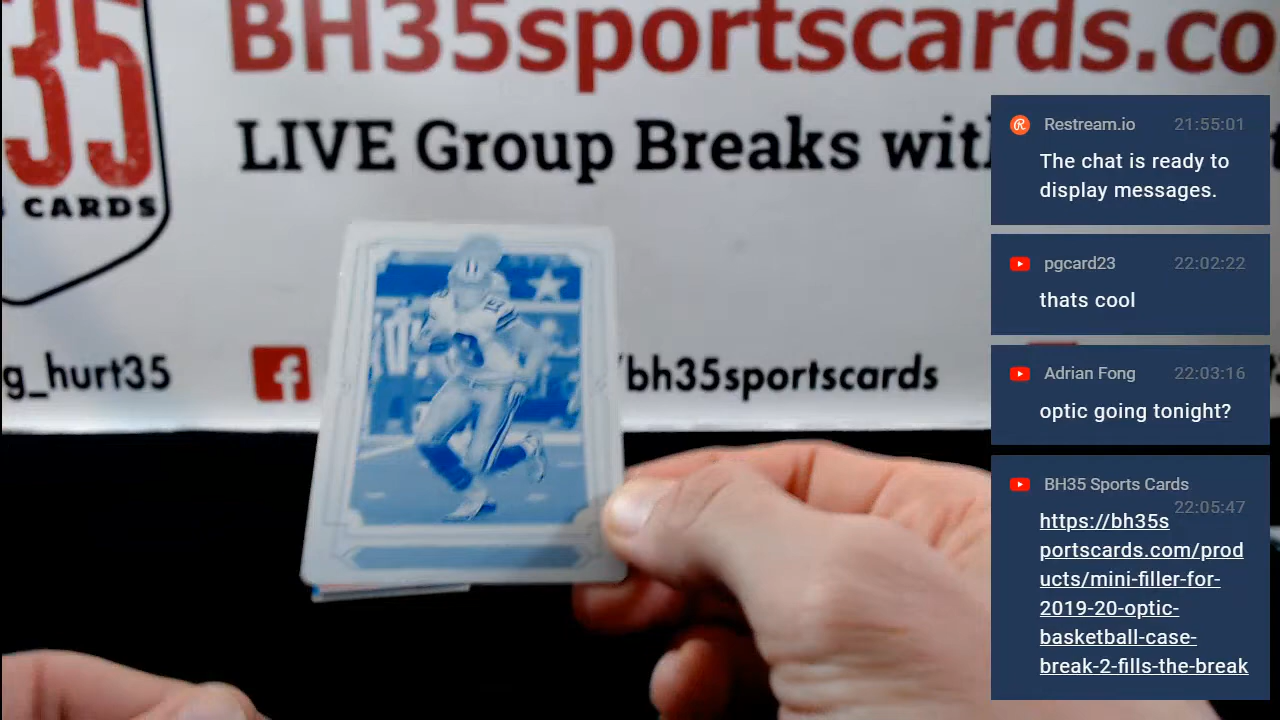 35
CARDS
BH35sportscards.co
LIVE Group Breaks with
g_hurt35
f
/bh35sportscards
Restream.io 21:55:01
The chat is ready to
display messages.
pgcard23 22:02:22
thats cool
Adrian Fong 22:03:16
optic going tonight?
BH35 Sports Cards
22:05:47
https://bh35s
portscards.com/prod
ucts/mini-filler-for-
2019-20-optic-
basketball-case-
break-2-fills-the-break